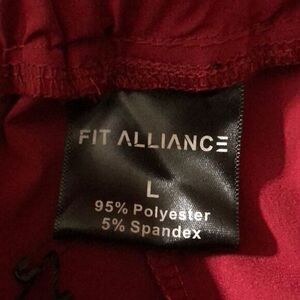 FIT ALLIANCE
L
95% Polyester
5% Spandex